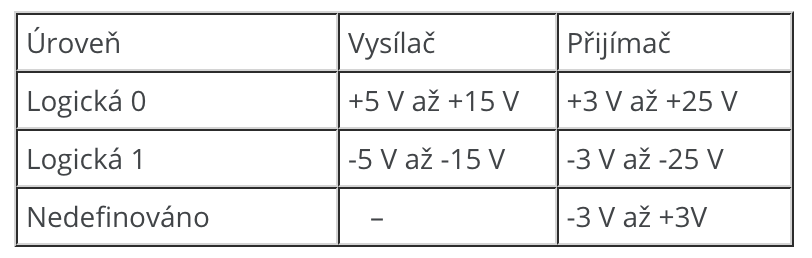 Úroveň Vysílač Přijímač
Logická 0 +5 V až +15 V +3 V až +25 V
Logická 1 -5 V až -15 V -3 V až -25 V
Nedefinováno – -3 V až +3V